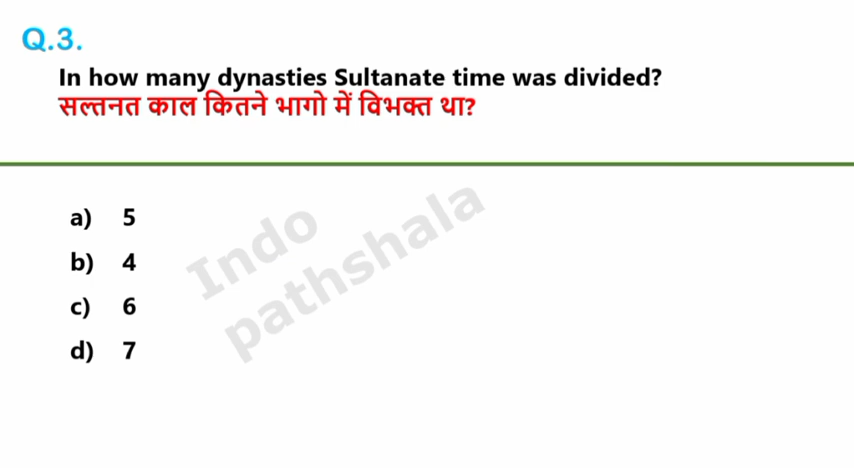 Q.3.
In how many dynasties Sultanate time was divided?
सल्तनत काल कितने भागो में विभक्त था?
a) 5
b) 4
c) 6
d) 7
Indo
pathshala